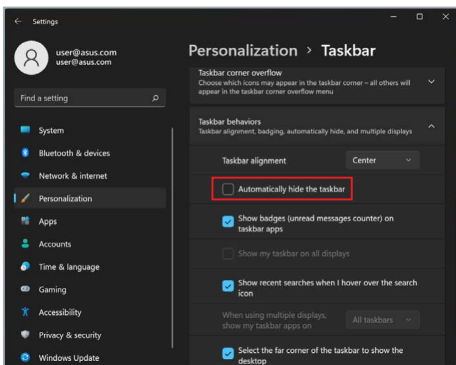 Settings
user@asus.com
user@asus.com
Find a setting
System
Bluetooth & devices
Network & internet
Personalization
Apps
Accounts
Time & language
Gaming
Accessibility
Privacy & security
Windows Update
Personalization > Taskbar
Taskbar corner overflow
Choose which icons may appear in the taskbar corner – all others will
appear in the taskbar corner overflow menu
Taskbar behaviors
Taskbar alignment, badging, automatically hide, and multiple displays
Taskbar alignment
Center
Automatically hide the taskbar
Show badges (unread messages counter) on
taskbar apps
Show my taskbar on all displays
Show recent searches when I hover over the search
icon
When using multiple displays,
show my taskbar apps on
All taskbars
Select the far corner of the taskbar to show the
desktop